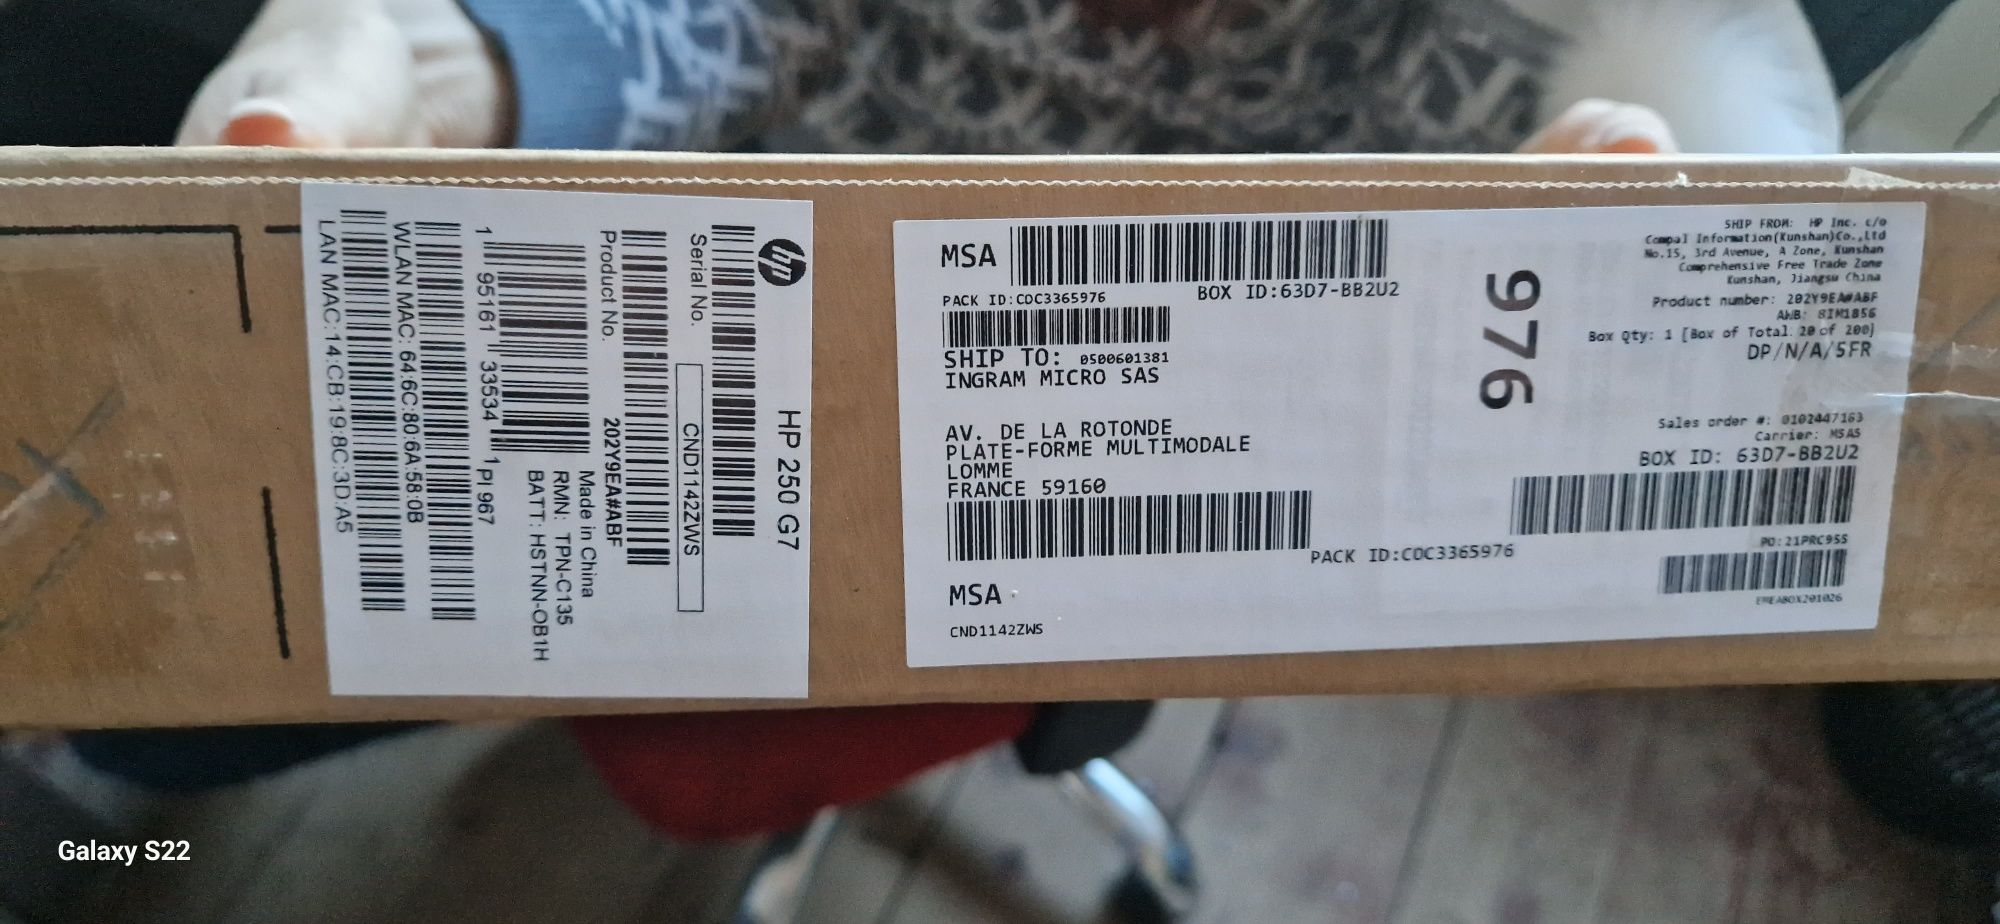 hp
HP 250 G7
Serial No.
CND1142ZWS
Product No.
202Y9EA#ABF
Made in China
RMN: TPN-C135
BATT: HSTNN-OB1H
1 95161 33534 1 PI 967
WLAN MAC: 64:6C:80:6A:58:0B
LAN MAC:14:CB:19:8C:3D:A5
MSA
BOX ID:63D7-BB2U2
PACK ID:COC3365976
SHIP TO: 0500601381
INGRAM MICRO SAS
AV. DE LA ROTONDE
PLATE-FORME MULTIMODALE
LOMME
FRANCE 59160
PACK ID:COC3365976
MSA
CND1142ZWS
976
SHIP FROM: HP Inc. c/o
Compal Information(Kunshan)Co.,Ltd
No.15, 3rd Avenue, A Zone, Kunshan
Comprehensive Free Trade Zone
Kunshan, Jiangsu China
Product number: 202Y9EA#ABF
AWB: 8IM1856
Box Qty: 1 [Box of Total: 20 of 200]
DP/N/A/5FR
Sales order #: 0102447163
Carrier: MSAS
BOX ID: 63D7-BB2U2
PO:21PRC955
EMEABOX201026
Galaxy S22